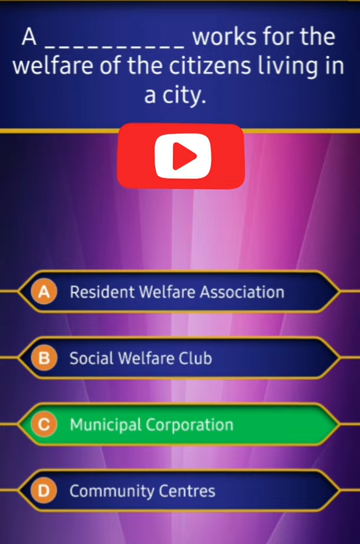 A __________ works for the
welfare of the citizens living in
a city.
A Resident Welfare Association
B Social Welfare Club
C Municipal Corporation
D Community Centres